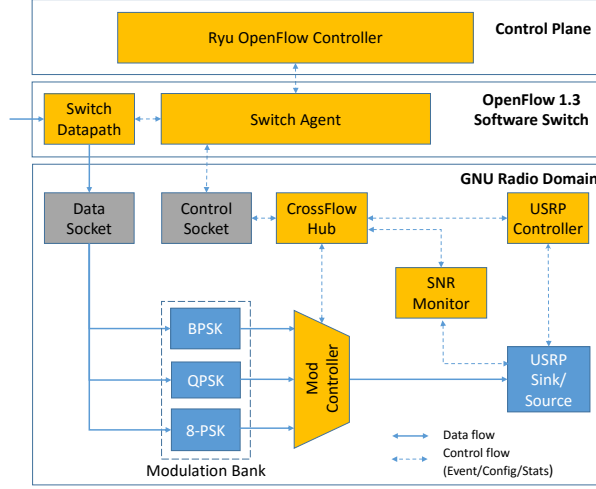 Ryu OpenFlow Controller
Control Plane
Switch
Datapath
Switch Agent
OpenFlow 1.3
Software Switch
GNU Radio Domain
Data
Socket
Control
Socket
CrossFlow
Hub
USRP
Controller
SNR
Monitor
BPSK
QPSK
8-PSK
Mod
Controller
USRP
Sink/
Source
Modulation Bank
Data flow
Control flow
(Event/Config/Stats)